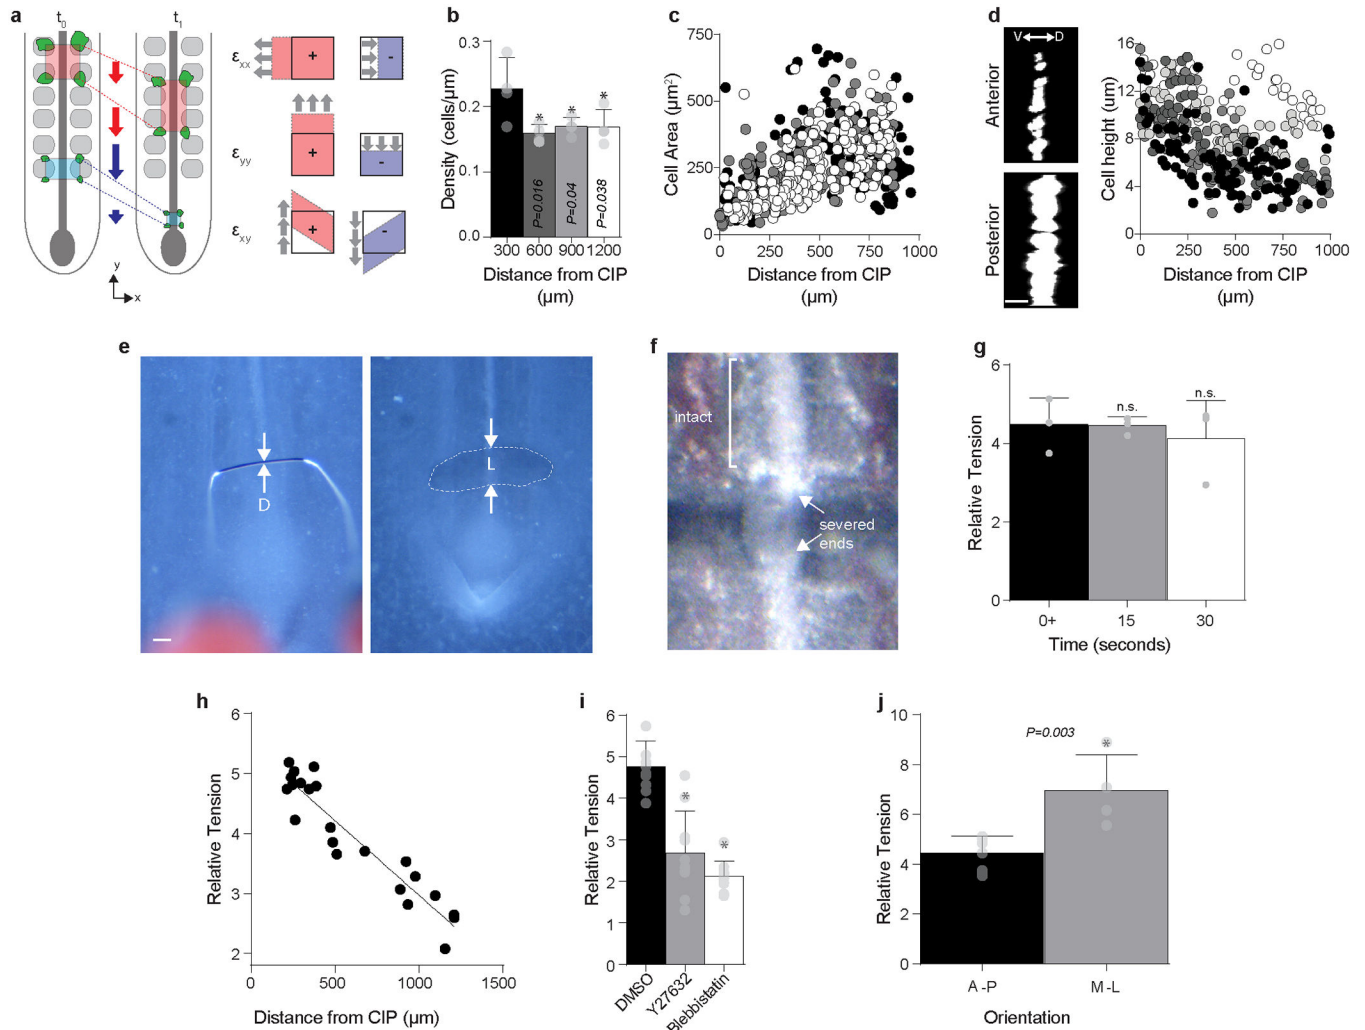 a
t0
t1
y
x
εxx
+
-
εyy
+
-
εxy
+
-
b
Density (cells/µm)
0.3
0.2
0.1
0.0
*
*
*
P=0.016
P=0.04
P=0.038
300
600
900
1200
Distance from CIP
(µm)
c
Cell Area (µm²)
750
500
250
0
0
250
500
750
1000
Distance from CIP
(µm)
d
V
D
Anterior
Posterior
Cell height (um)
16
12
8
4
0
0
250
500
750
1000
Distance from CIP
(µm)
e
D
L
f
intact
severed
ends
g
Relative Tension
6
4
2
0
n.s.
n.s.
0+
15
30
Time (seconds)
h
Relative Tension
6
5
4
3
2
0
500
1000
1500
Distance from CIP (µm)
i
Relative Tension
6
5
4
3
2
1
0
*
*
DMSO
Y27632
Blebbistatin
j
Relative Tension
10
8
6
4
2
0
P=0.003
*
A-P
M-L
Orientation